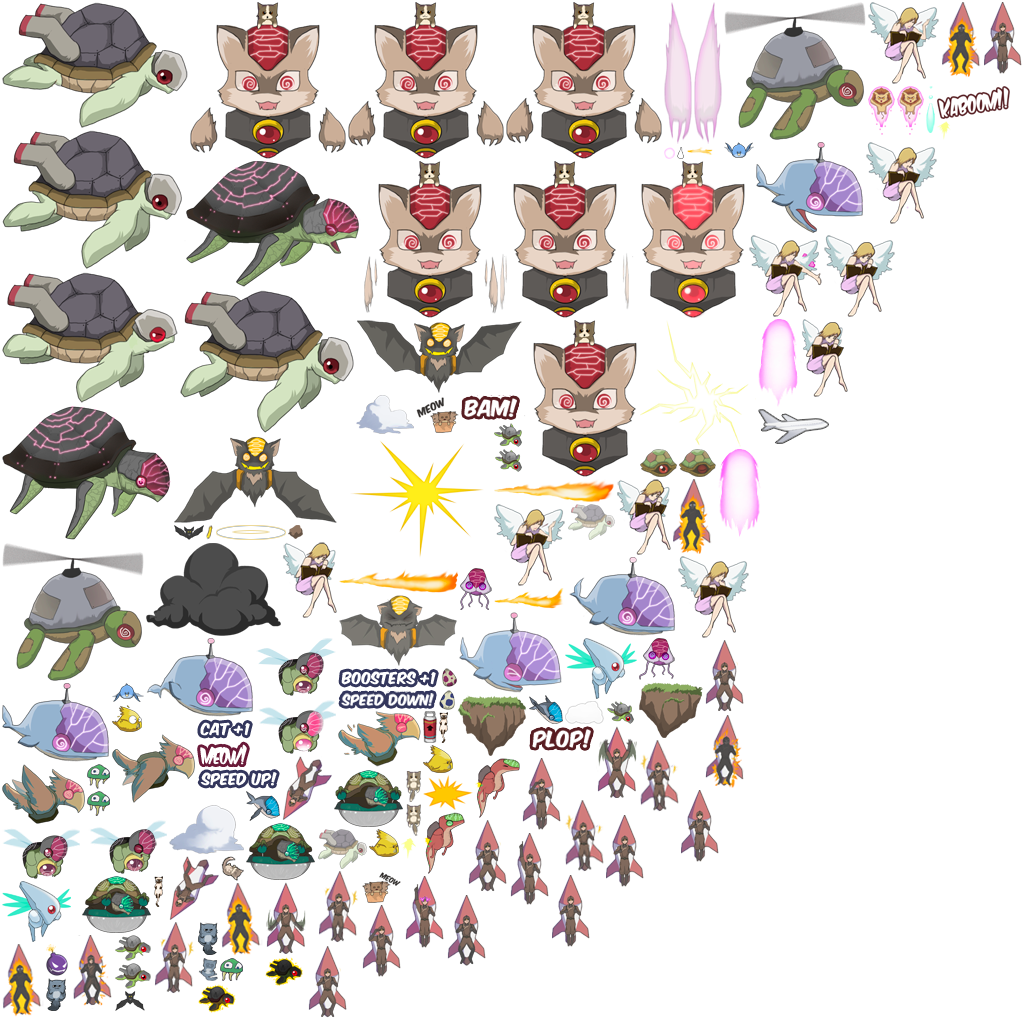 KABOOM!
MEOW
BAM!
BOOSTERS +1
SPEED DOWN!
CAT +1
MEOW!
SPEED UP!
PLOP!
MEOW